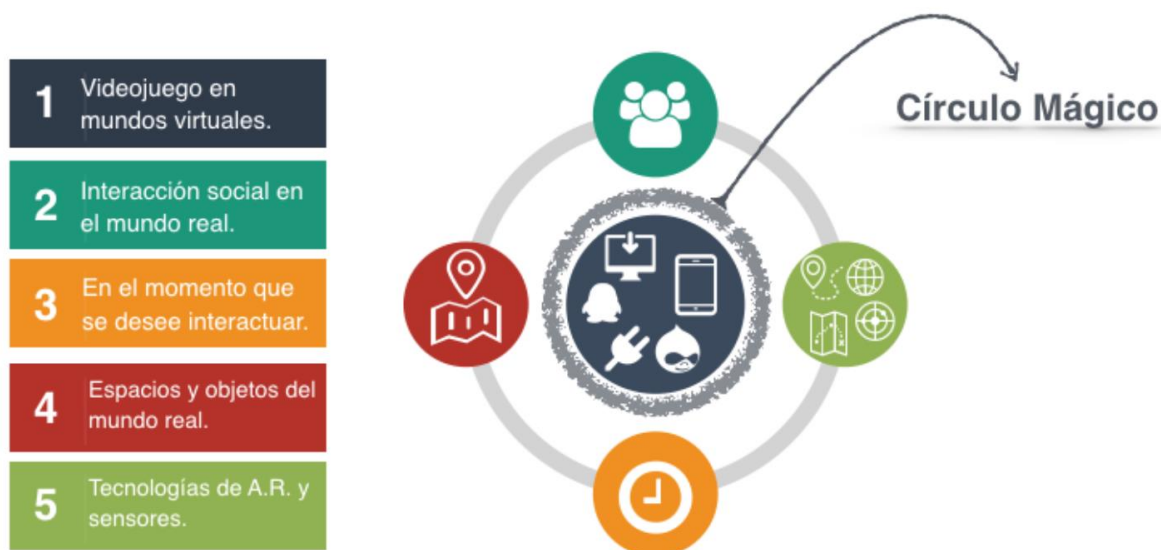 1
Videojuego en
mundos virtuales.
2
Interacción social en
el mundo real.
3
En el momento que
se desee interactuar.
4
Espacios y objetos del
mundo real.
5
Tecnologías de A.R. y
sensores.
Círculo Mágico